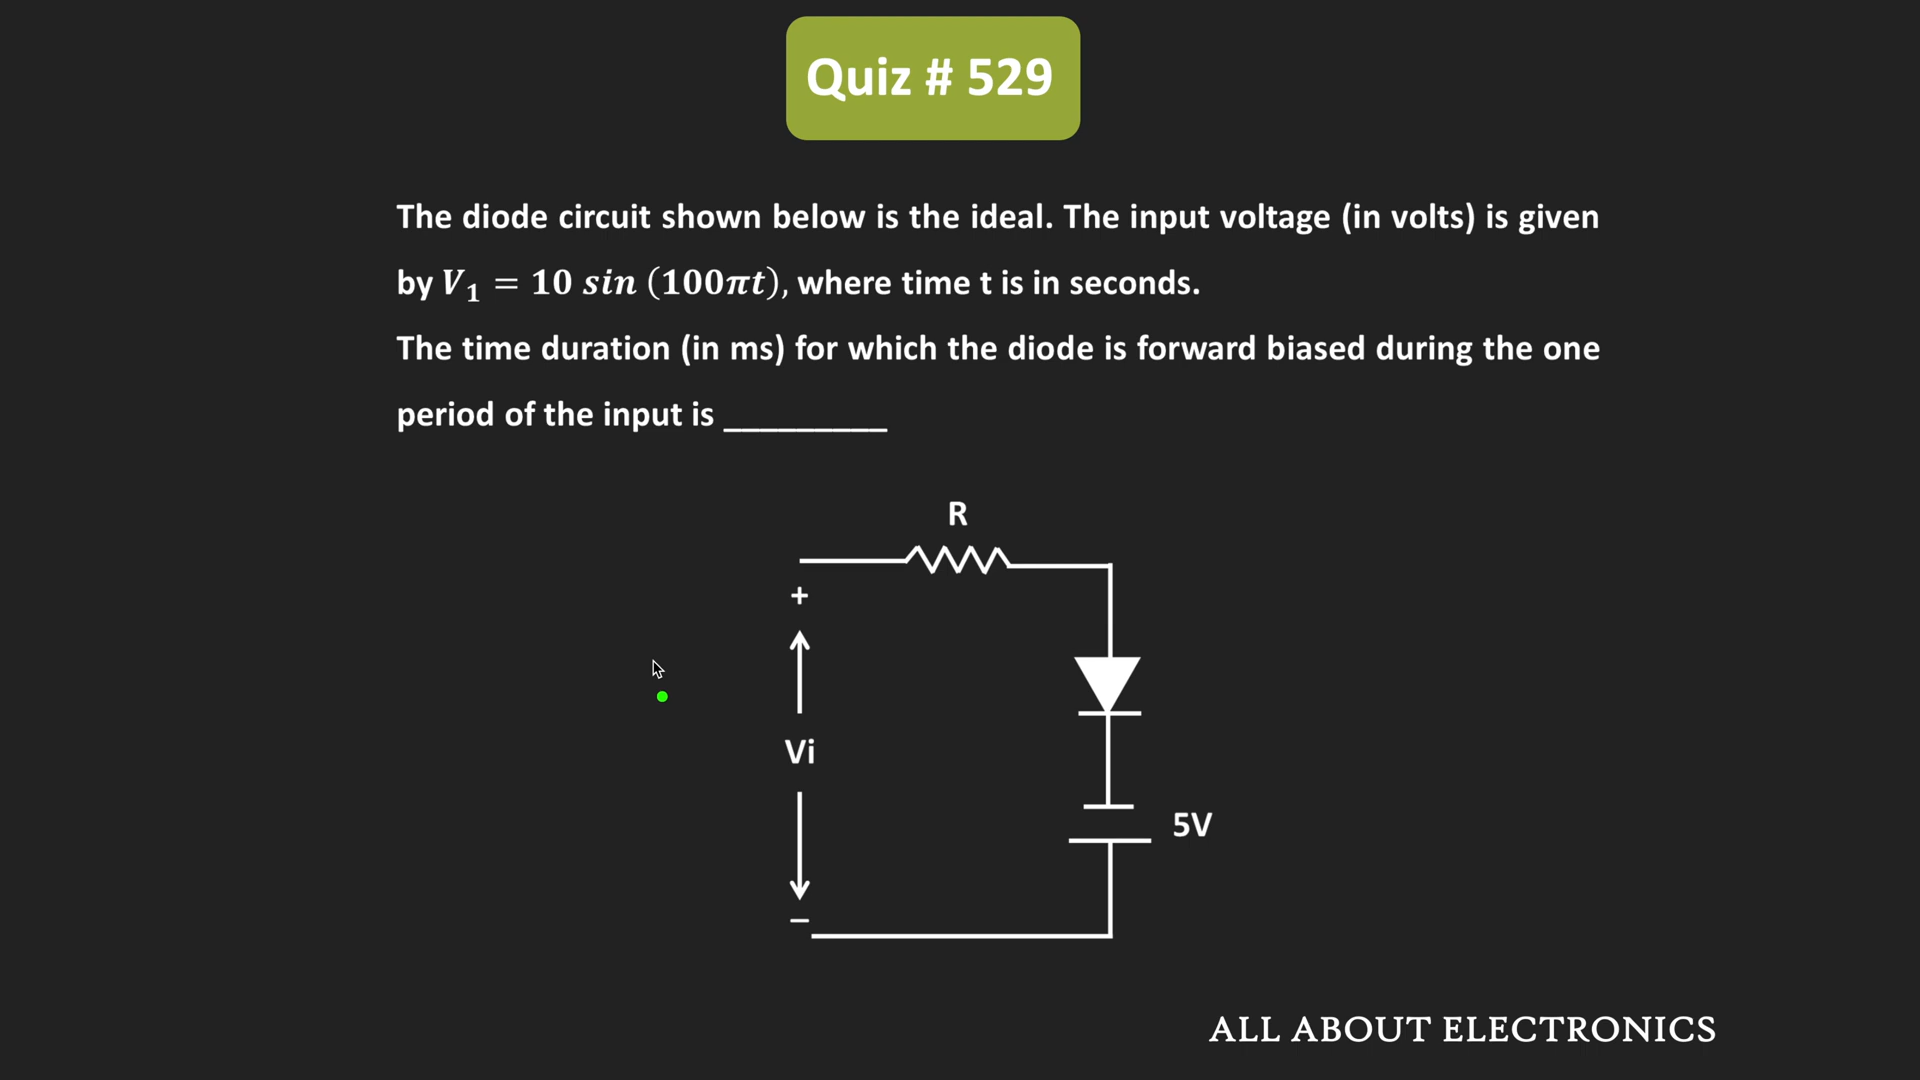 Quiz # 529
The diode circuit shown below is the ideal. The input voltage (in volts) is given
by V₁ = 10 sin (100πt), where time t is in seconds.
The time duration (in ms) for which the diode is forward biased during the one
period of the input is _________
R
+
Vi
5V
–
ALL ABOUT ELECTRONICS